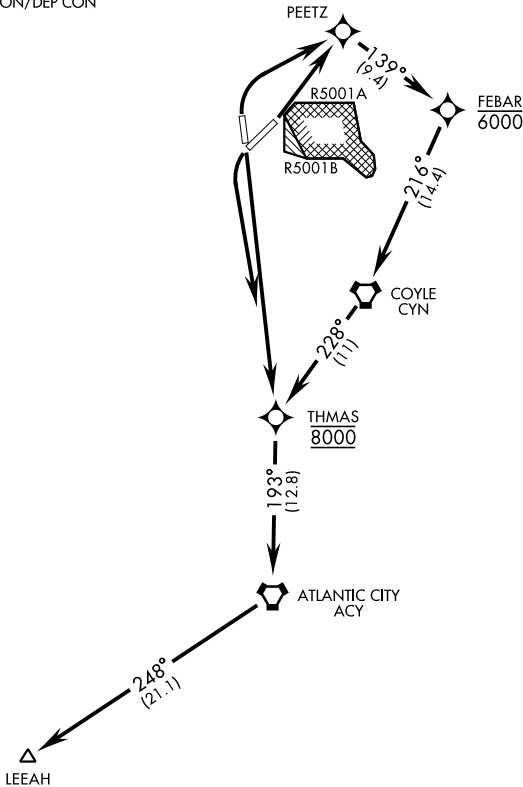 ON/DEP CON
PEETZ
139°
(9.4)
R5001A
FEBAR
6000
R5001B
216°
(14.4)
COYLE
CYN
228°
(11)
THMAS
8000
193°
(12.8)
ATLANTIC CITY
ACY
248°
(21.1)
LEEAH